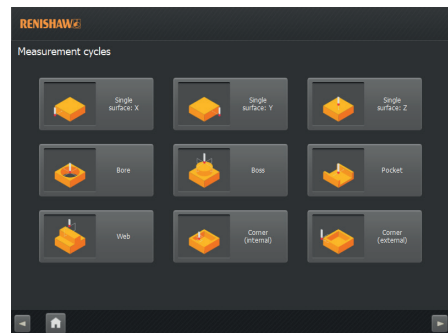 RENISHAW
Measurement cycles
Single
surface: X
Single
surface: Y
Single
surface: Z
Bore
Boss
Pocket
Web
Corner
(internal)
Corner
(external)